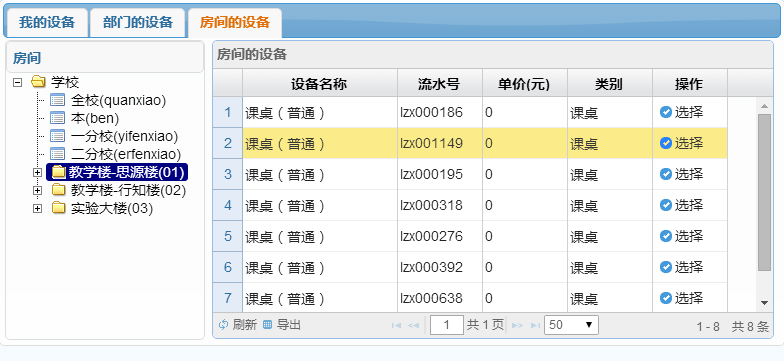 我的设备 部门的设备 房间的设备
房间
学校
全校(quanxiao)
本(ben)
一分校(yifenxiao)
二分校(erfenxiao)
教学楼-思源楼(01)
教学楼-行知楼(02)
实验大楼(03)
房间的设备
设备名称 流水号 单价(元) 类别 操作
1 课桌（普通） lzx000186 0 课桌 选择
2 课桌（普通） lzx001149 0 课桌 选择
3 课桌（普通） lzx000195 0 课桌 选择
4 课桌（普通） lzx000318 0 课桌 选择
5 课桌（普通） lzx000276 0 课桌 选择
6 课桌（普通） lzx000392 0 课桌 选择
7 课桌（普通） lzx000638 0 课桌 选择
刷新 导出 1 共 1 页 50 1 - 8 共 8 条